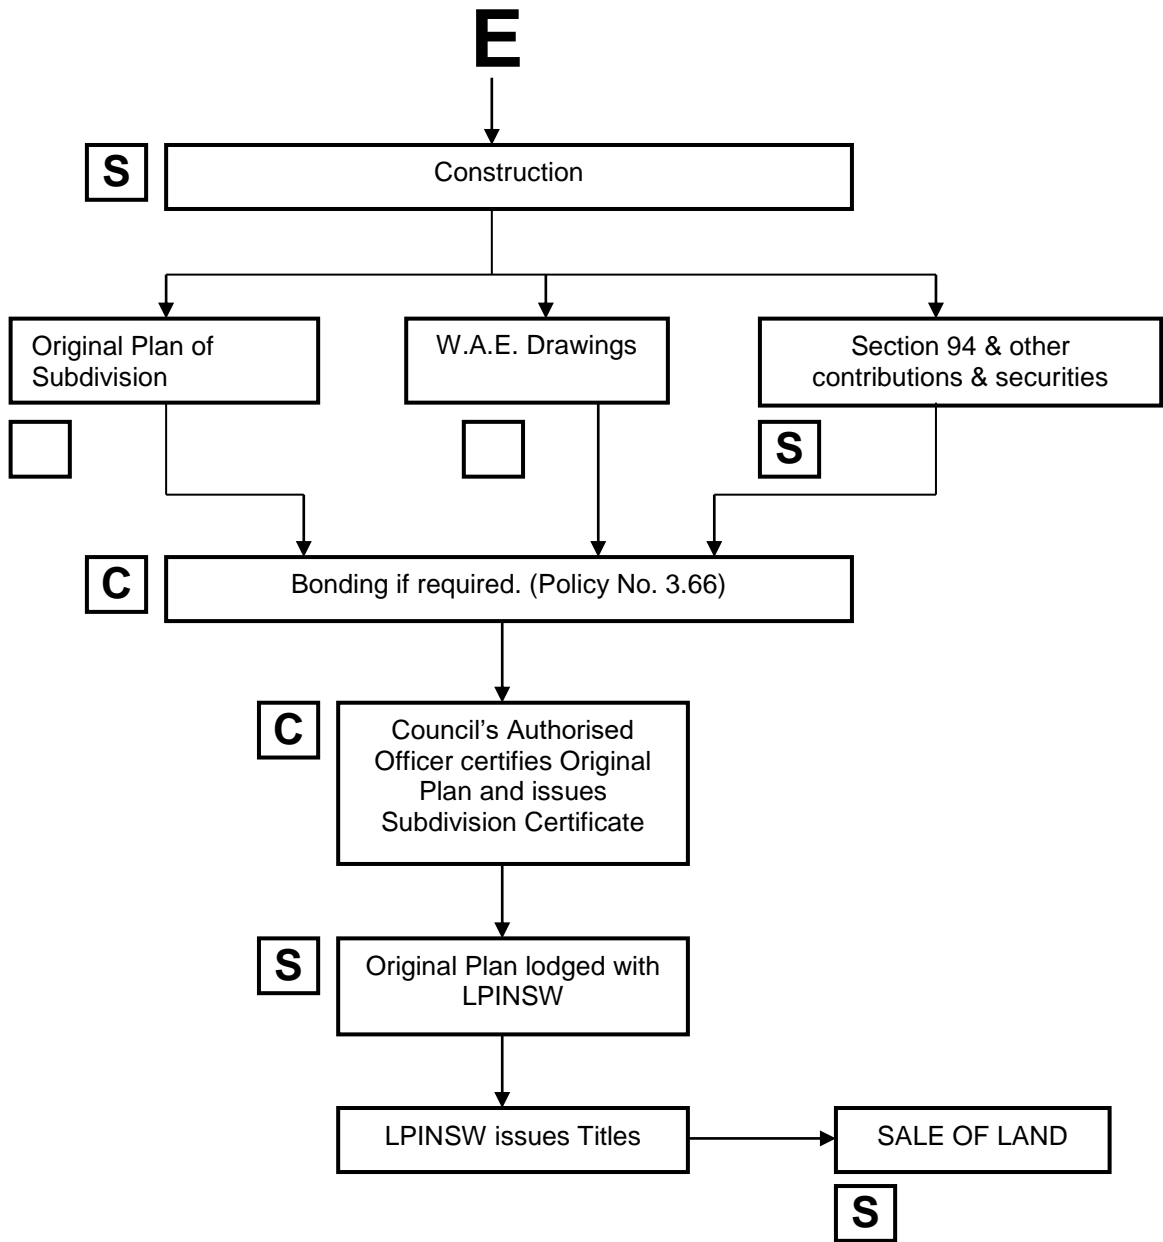 E
S
Construction
Original Plan of
Subdivision
W.A.E. Drawings
Section 94 & other
contributions & securities
S
C
Bonding if required. (Policy No. 3.66)
C
Council’s Authorised
Officer certifies Original
Plan and issues
Subdivision Certificate
S
Original Plan lodged with
LPINSW
LPINSW issues Titles
SALE OF LAND
S